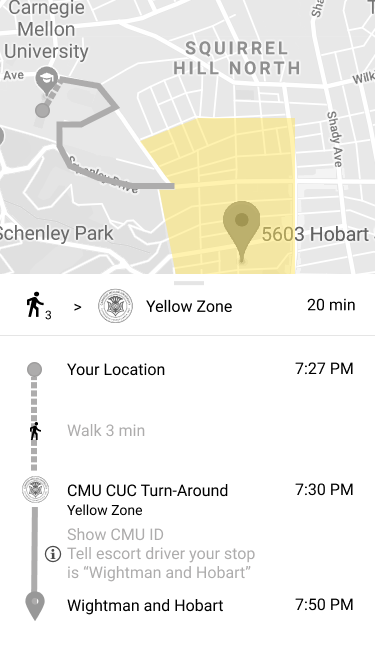 Carnegie
Mellon
University
SQUIRREL
HILL NORTH
Sha
T
Ave
Wilk
Shady Ave
Schenley Drive
Schenley Park
5603 Hobart S
3 > Yellow Zone 20 min
Your Location 7:27 PM
Walk 3 min
CMU CUC Turn-Around 7:30 PM
Yellow Zone
Show CMU ID
Tell escort driver your stop
is “Wightman and Hobart”
Wightman and Hobart 7:50 PM